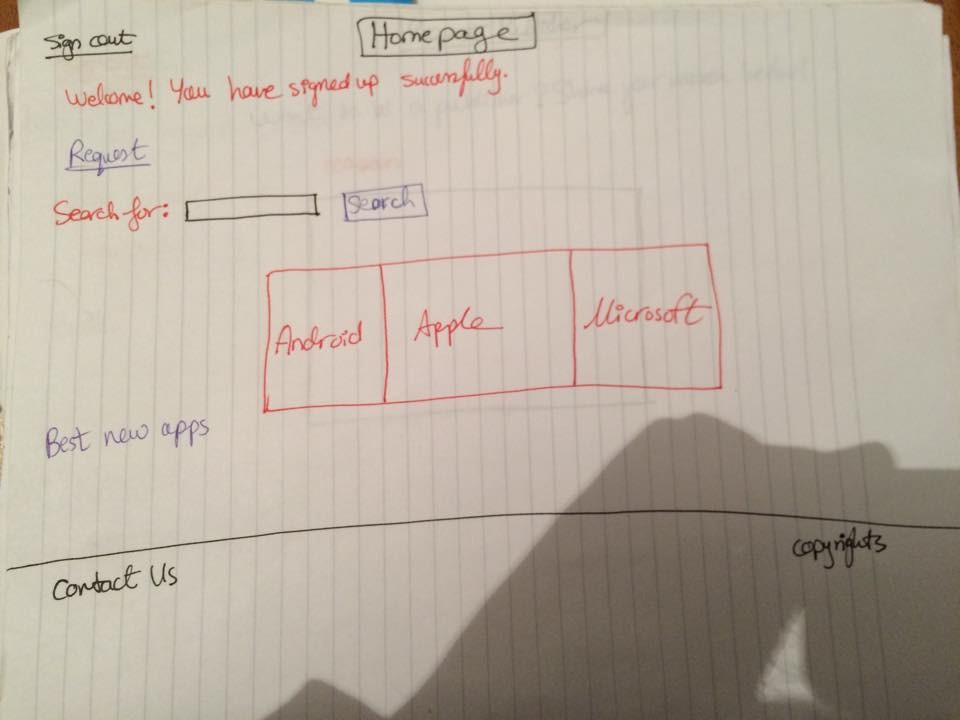 Sign out
Homepage
Welcome! You have signed up sucessfully.
Request
Search for:
Search
Android
Apple
Microsoft
Best new apps
Contact Us
copyrights